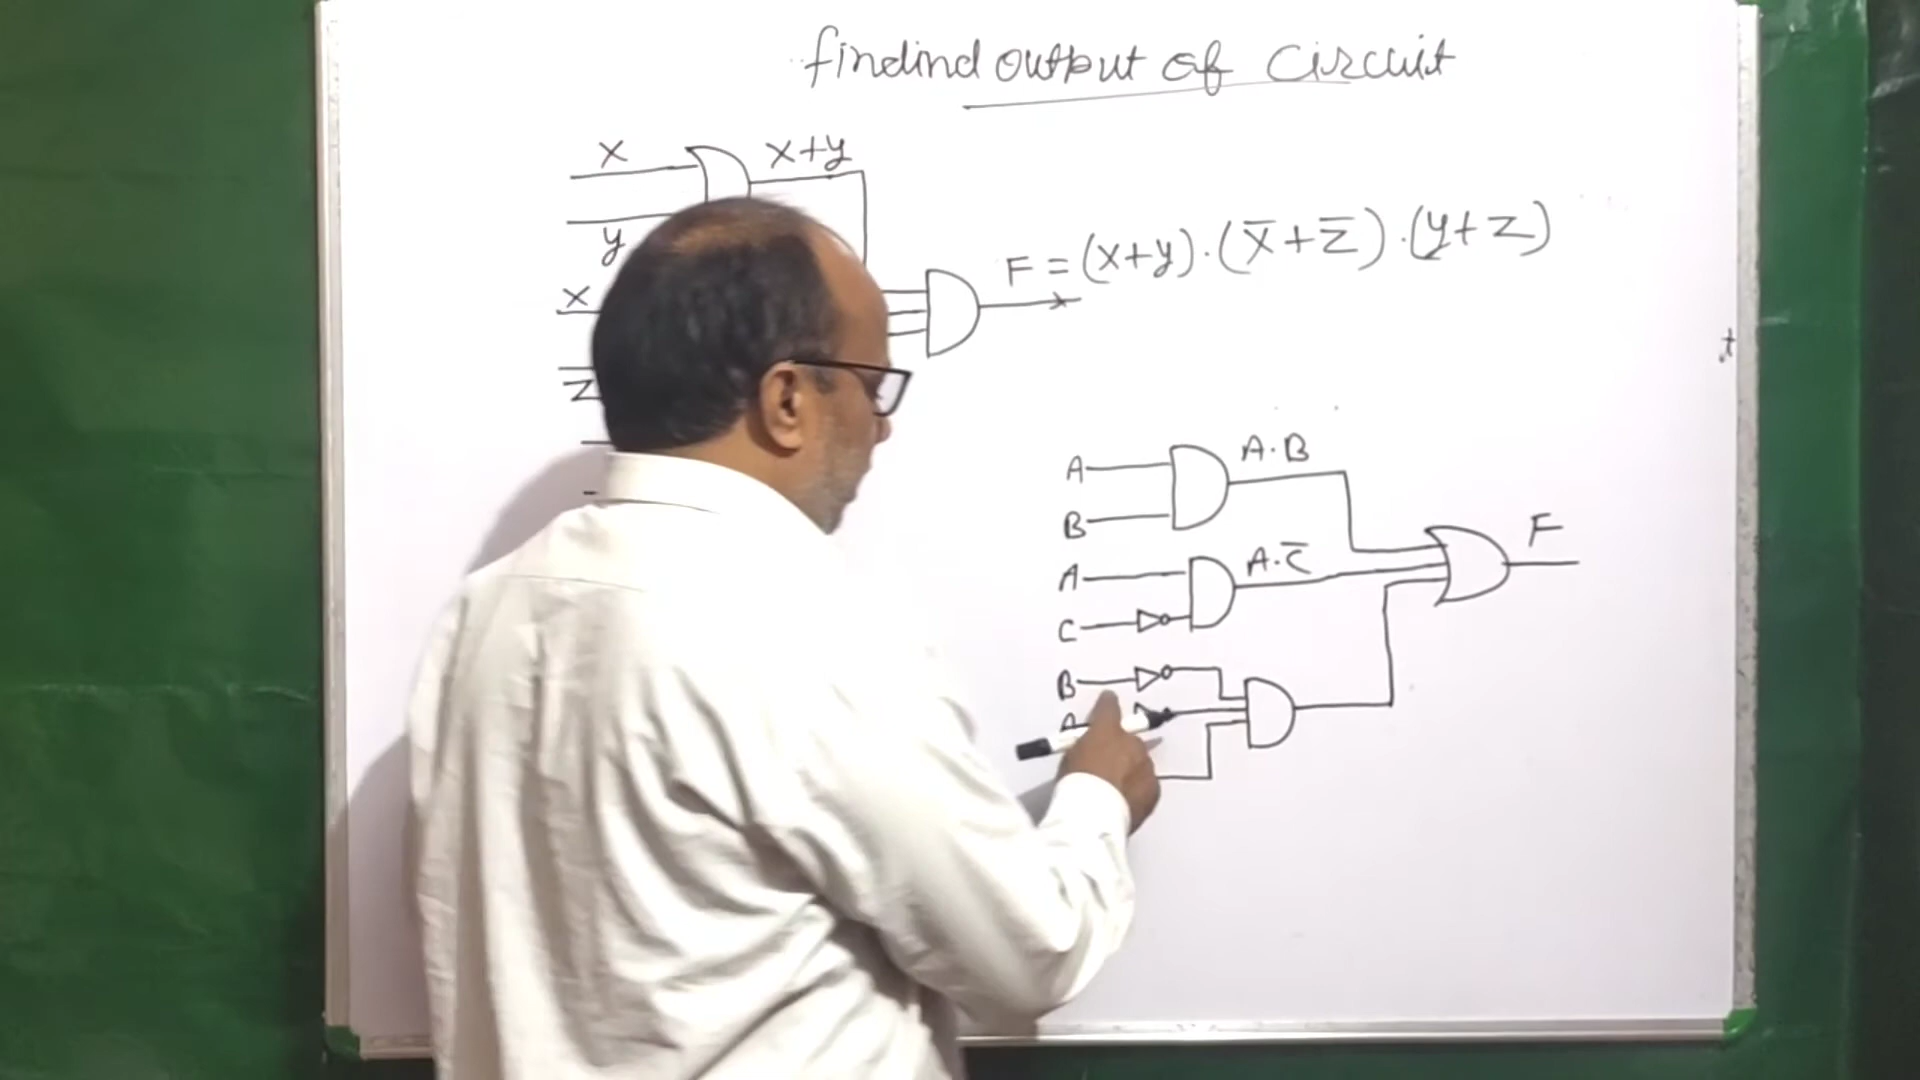 findind output of circuit
x
x+y
y
x
F = (x+y).(x̅+z̅).(y+z)
z
A
A.B
B
F
A
A.C̅
C
B
A